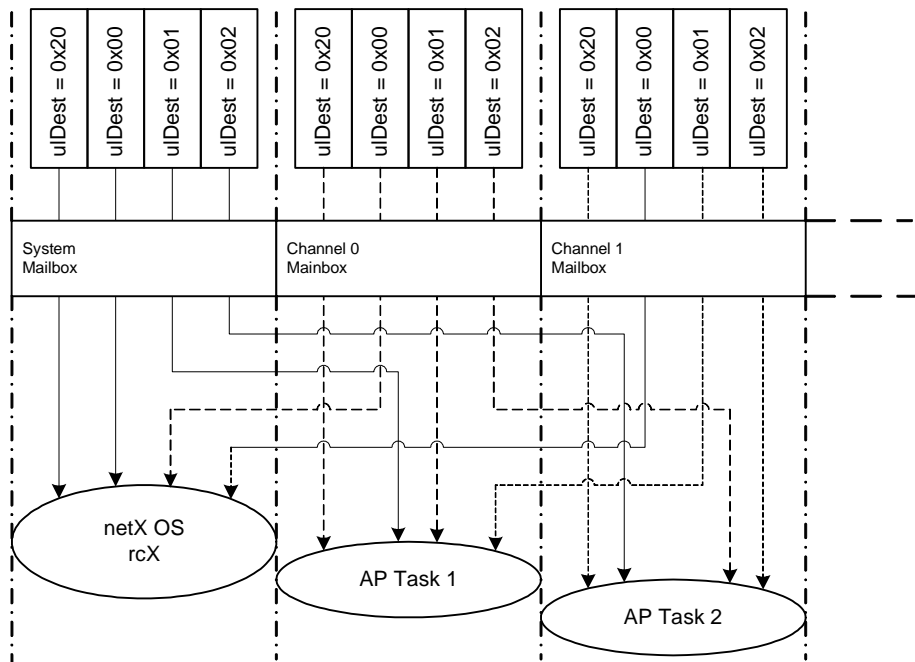 ulDest = 0x20
ulDest = 0x00
ulDest = 0x01
ulDest = 0x02
ulDest = 0x20
ulDest = 0x00
ulDest = 0x01
ulDest = 0x02
ulDest = 0x20
ulDest = 0x00
ulDest = 0x01
ulDest = 0x02
System
Mailbox
Channel 0
Mainbox
Channel 1
Mailbox
netX OS
rcX
AP Task 1
AP Task 2